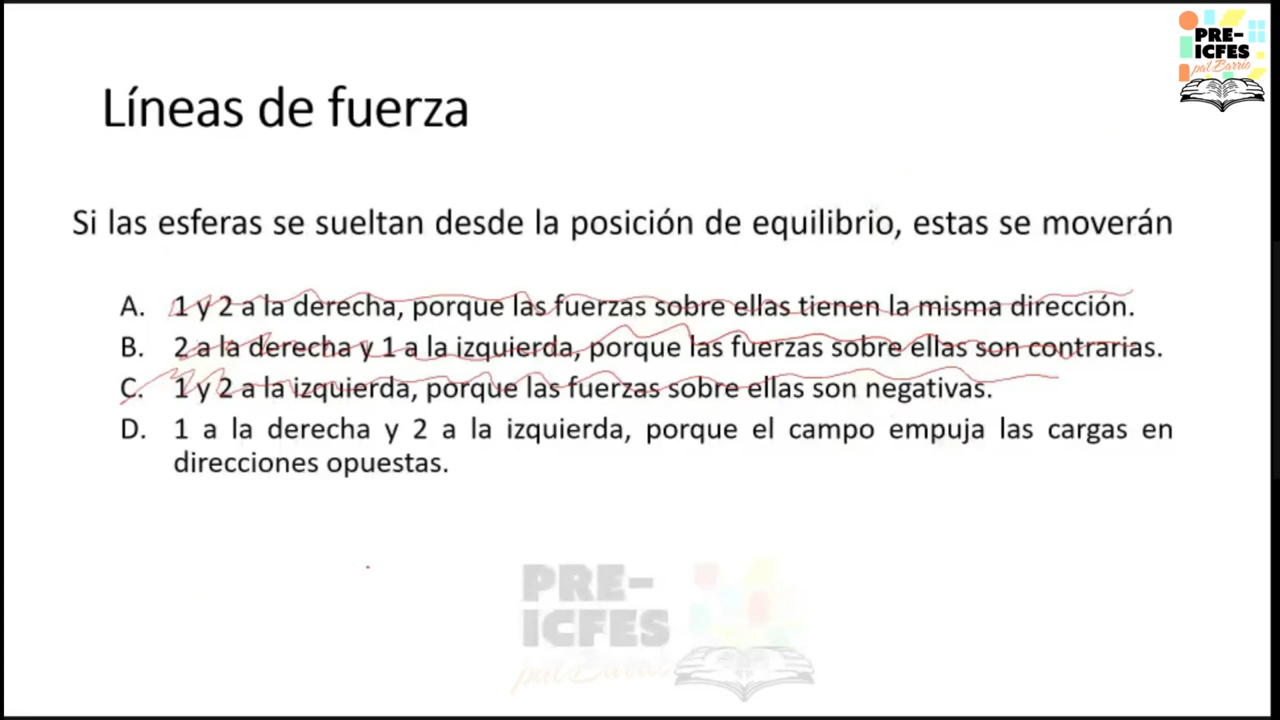 PRE-
ICFES
pal Barrio
Líneas de fuerza
Si las esferas se sueltan desde la posición de equilibrio, estas se moverán
A. 1 y 2 a la derecha, porque las fuerzas sobre ellas tienen la misma dirección.
B. 2 a la derecha y 1 a la izquierda, porque las fuerzas sobre ellas son contrarias.
C. 1 y 2 a la izquierda, porque las fuerzas sobre ellas son negativas.
D. 1 a la derecha y 2 a la izquierda, porque el campo empuja las cargas en
direcciones opuestas.
PRE-
ICFES